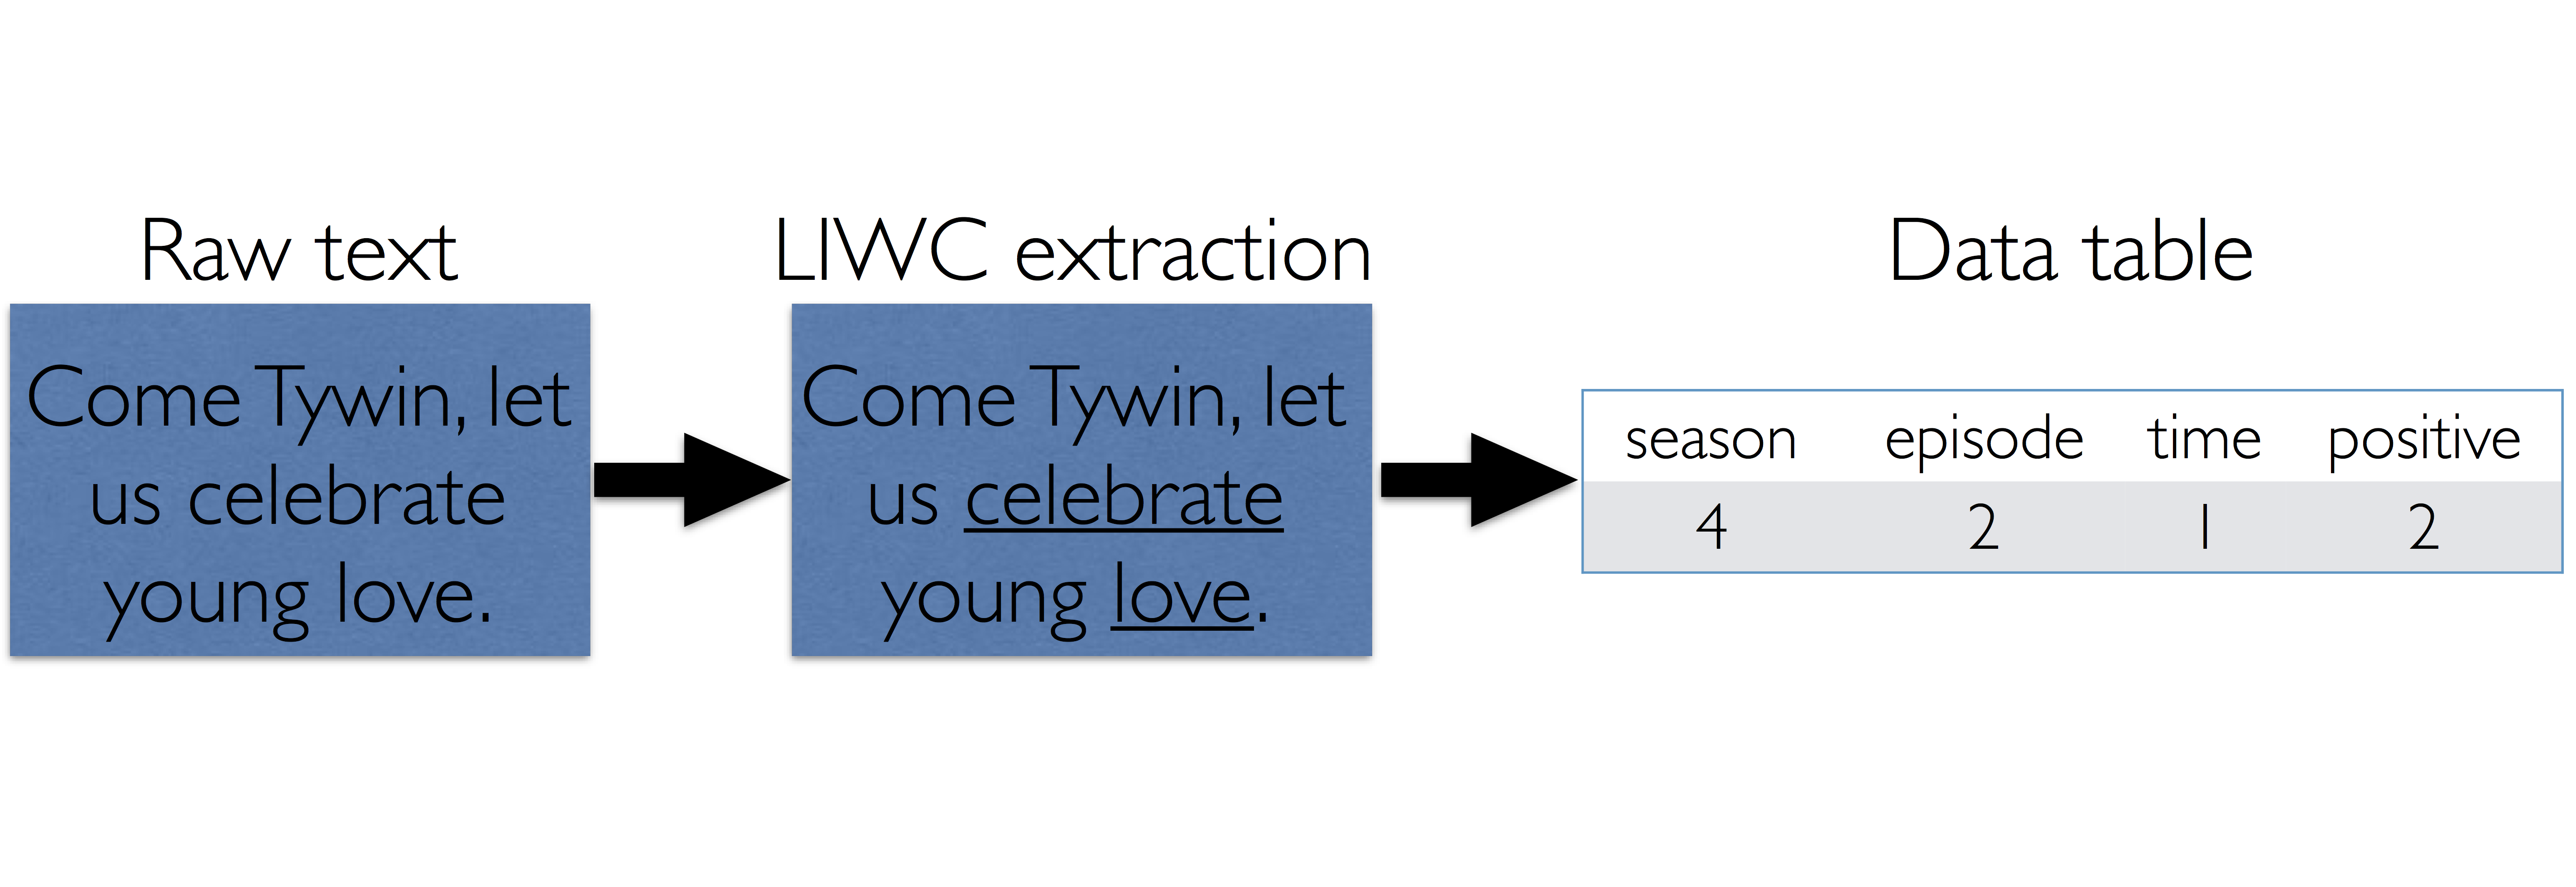 Raw text
Come Tywin, let
us celebrate
young love.
LIWC extraction
Come Tywin, let
us celebrate
young love.
Data table
season episode time positive
4 2 1 2